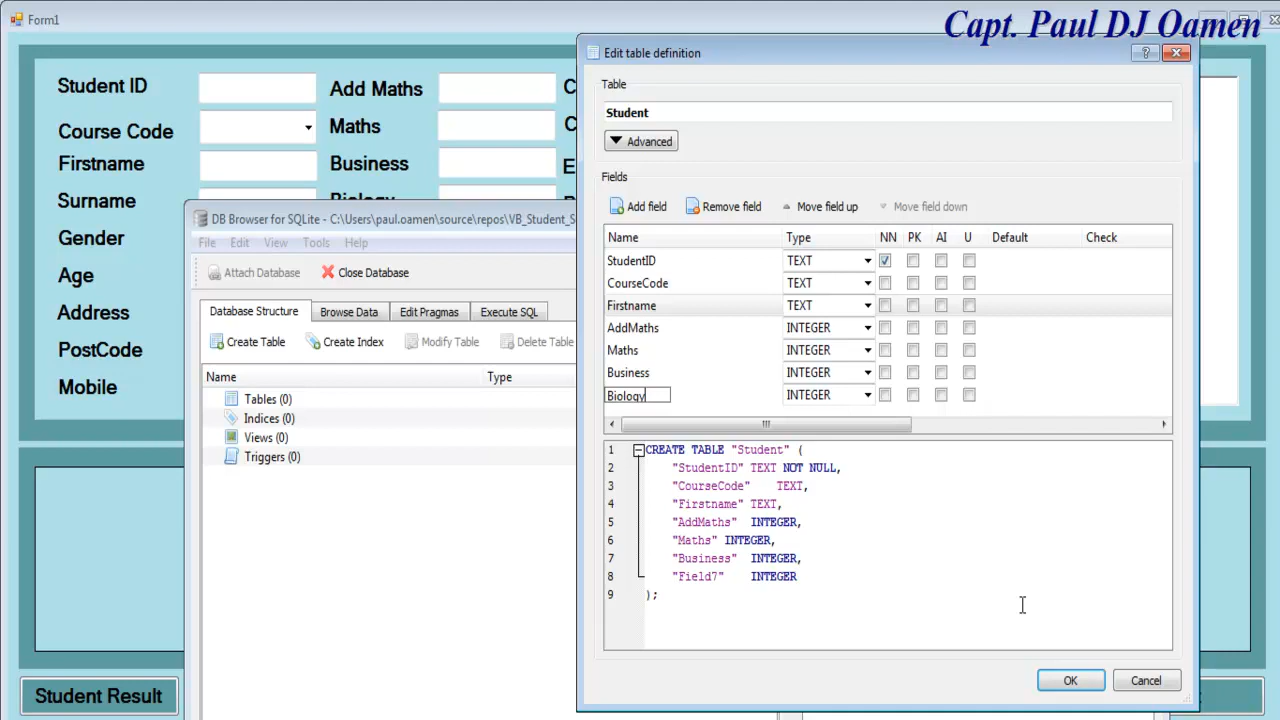 Form1
Capt. Paul DJ Oamen
Student ID
Add Maths
Course Code
Maths
Firstname
Business
Surname
Gender
Age
Address
PostCode
Mobile
Student Result
DB Browser for SQLite - C:\Users\paul.oamen\source\repos\VB_Student_S
File Edit View Tools Help
Attach Database Close Database
Database Structure Browse Data Edit Pragmas Execute SQL
Create Table Create Index Modify Table Delete Table
Name Type
Tables (0)
Indices (0)
Views (0)
Triggers (0)
Edit table definition
Table
Student
Advanced
Fields
Add field Remove field Move field up Move field down
Name Type NN PK AI U Default Check
StudentID TEXT
CourseCode TEXT
Firstname TEXT
AddMaths INTEGER
Maths INTEGER
Business INTEGER
Biology INTEGER
1 CREATE TABLE "Student" (
2 "StudentID" TEXT NOT NULL,
3 "CourseCode" TEXT,
4 "Firstname" TEXT,
5 "AddMaths" INTEGER,
6 "Maths" INTEGER,
7 "Business" INTEGER,
8 "Field7" INTEGER
9 );
OK Cancel